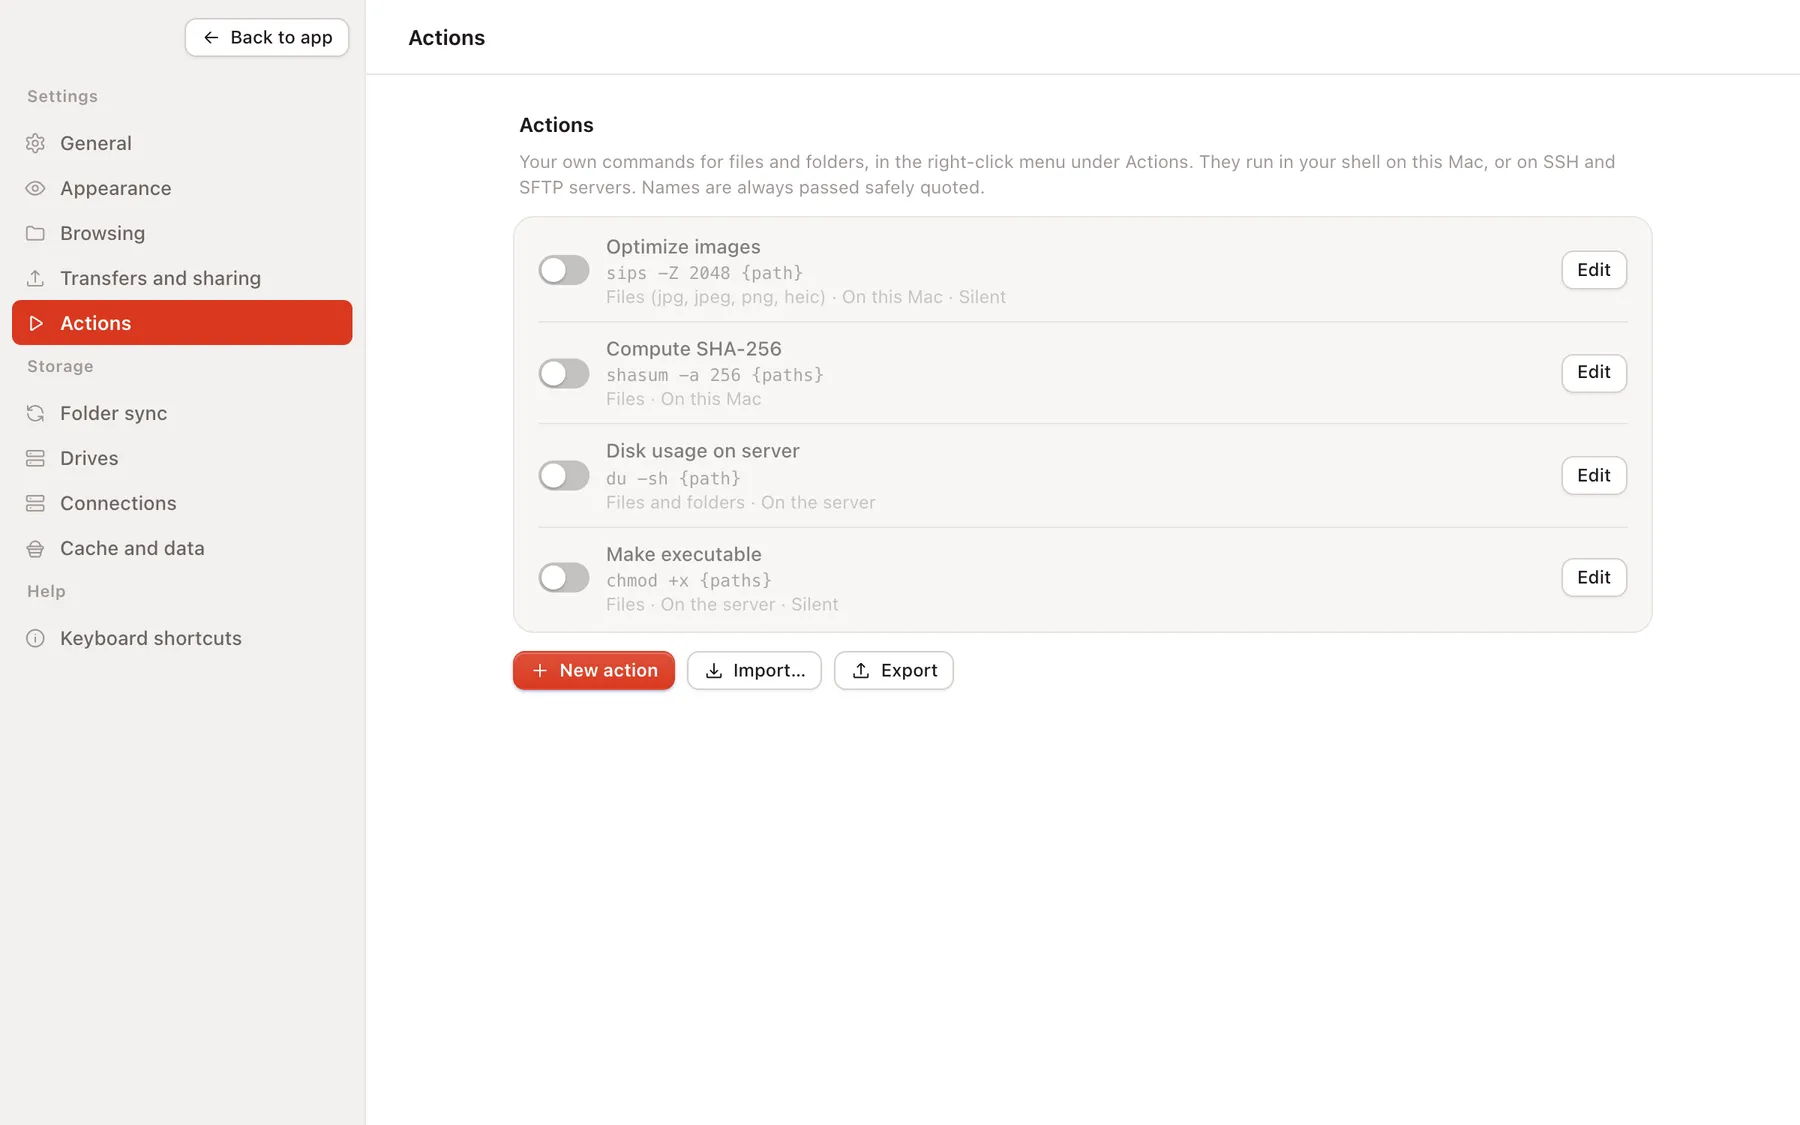 Back to app
Settings
General
Appearance
Browsing
Transfers and sharing
Actions
Storage
Folder sync
Drives
Connections
Cache and data
Help
Keyboard shortcuts
Actions
Actions
Your own commands for files and folders, in the right-click menu under Actions. They run in your shell on this Mac, or on SSH and
SFTP servers. Names are always passed safely quoted.
Optimize images
sips -Z 2048 {path}
Files (jpg, jpeg, png, heic) · On this Mac · Silent
Edit
Compute SHA-256
shasum -a 256 {paths}
Files · On this Mac
Edit
Disk usage on server
du -sh {path}
Files and folders · On the server
Edit
Make executable
chmod +x {paths}
Files · On the server · Silent
Edit
New action
Import...
Export